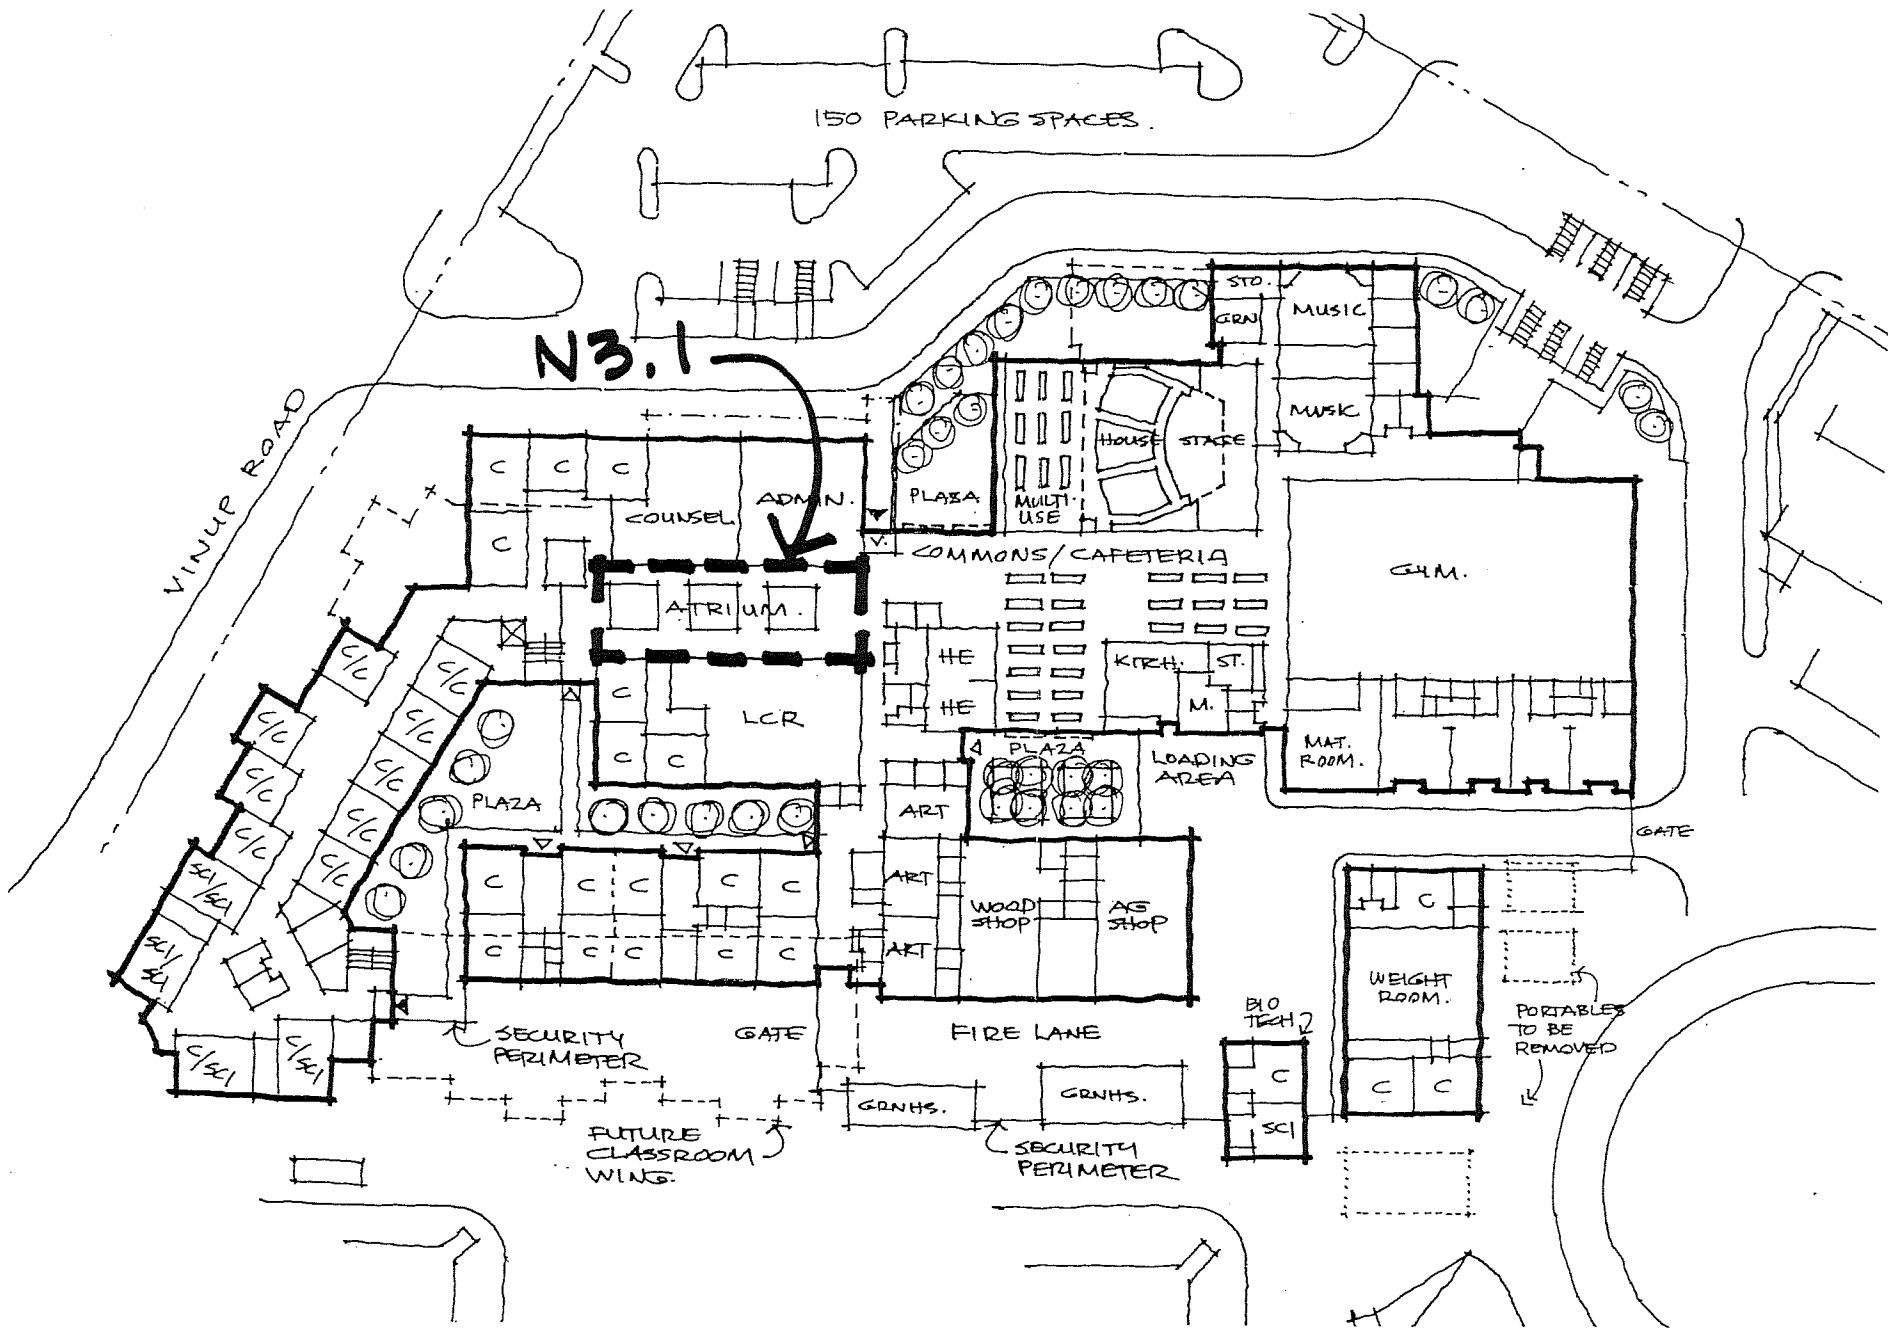 150 PARKING SPACES.
N3.1
VINUP ROAD
STO.
GRN
MUSIC
MUSIC
HOUSE
STAGE
MULTI-
USE
PLAZA
C
C
C
C
COUNSEL
ADMIN.
V.
COMMONS/CAFETERIA
GYM.
ATRIUM.
HE
HE
KITCH.
ST.
M.
C/C
C/C
C/C
C/C
C/C
C/C
C/C
C/C
C/C
C
C
C
LCR
PLAZA
PLAZA
LOADING
AREA
MAT.
ROOM.
GATE
SCI
/SCI
SCI/
SCI
C
C
C
C
C
C
C
C
C
C
ART
ART
ART
WOOD
SHOP
AG
SHOP
C
WEIGHT
ROOM.
C
C
C/SCI
C/SCI
SECURITY
PERIMETER
GATE
FIRE LANE
BIO
TECH
C
SCI
PORTABLES
TO BE
REMOVED
GRNHS.
GRNHS.
FUTURE
CLASSROOM
WING.
SECURITY
PERIMETER